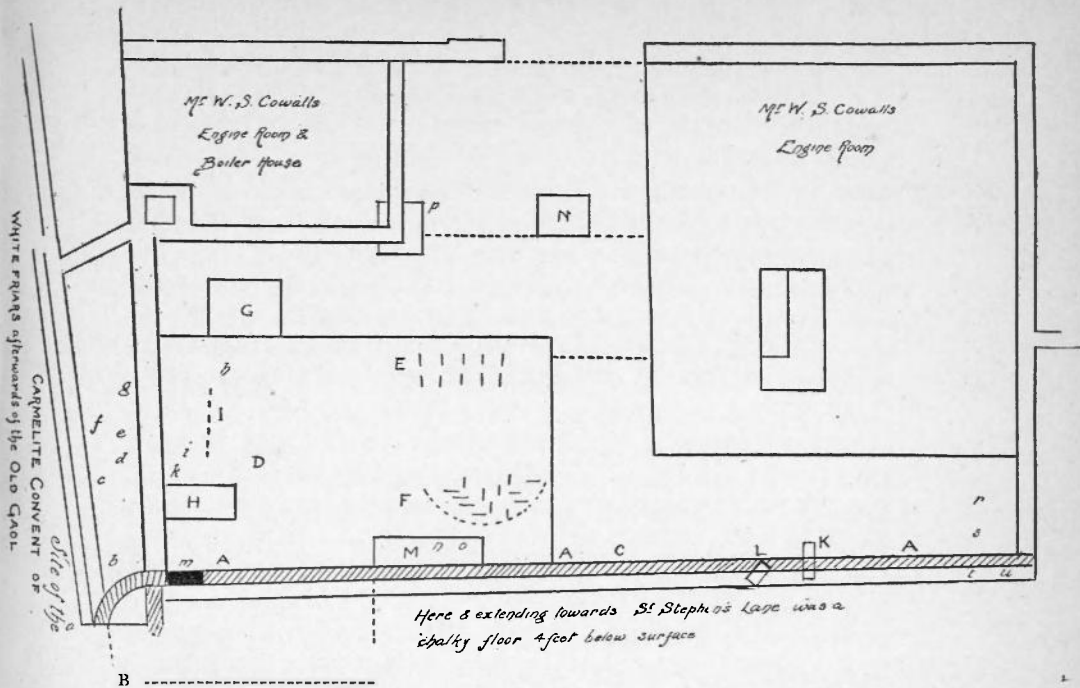 Mr W. S. Cowalls
Engine Room &
Boiler House
Mr W. S. Cowalls
Engine Room
p
N
G
E
h
I
i
k
D
H
F
g
f
e
d
c
b
a
m
A
M n o
A
C
L
K
A
r
s
t
u
B
Here & extending towards St Stephen's Lane was a
chalky floor 4 feet below surface
Site of the
CARMELITE CONVENT OF
WHITE FRIARS afterwards of the OLD GAOL